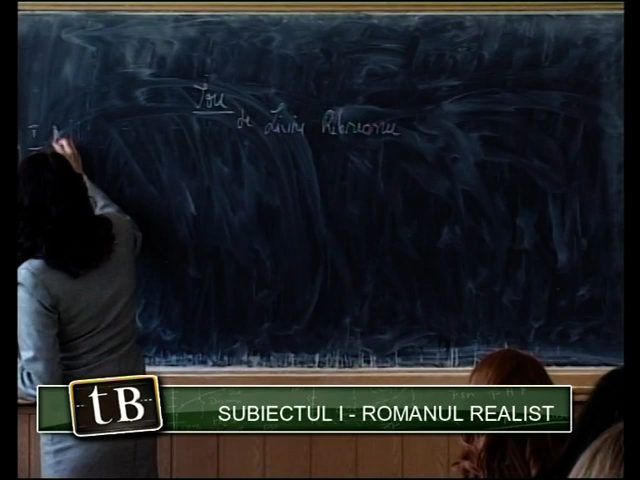 Ion
de Liviu Rebreanu
I
tB
SUBIECTUL I - ROMANUL REALIST